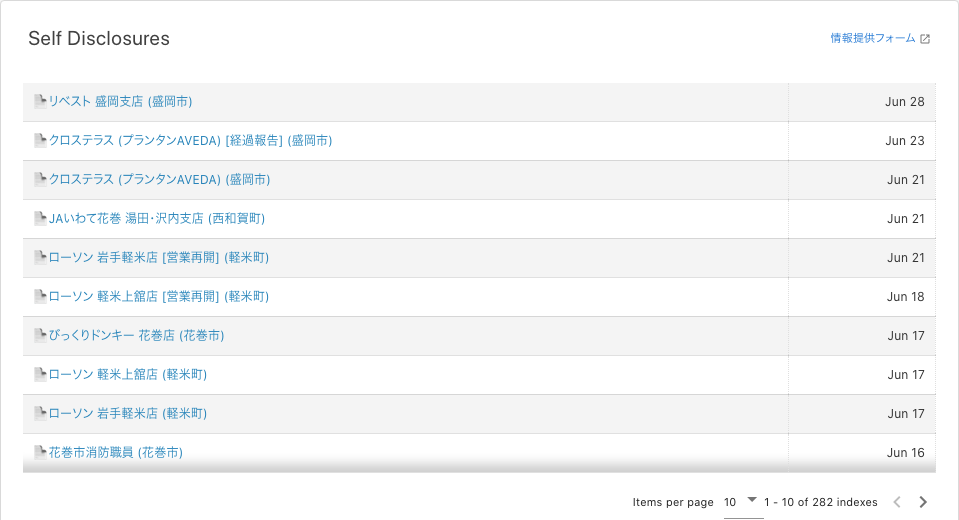 Self Disclosures
情報提供フォーム
リベスト 盛岡支店 (盛岡市)
Jun 28
クロステラス (プランタンAVEDA) [経過報告] (盛岡市)
Jun 23
クロステラス (プランタンAVEDA) (盛岡市)
Jun 21
JAいわて花巻 湯田・沢内支店 (西和賀町)
Jun 21
ローソン 岩手軽米店 [営業再開] (軽米町)
Jun 21
ローソン 軽米上舘店 [営業再開] (軽米町)
Jun 18
びっくりドンキー 花巻店 (花巻市)
Jun 17
ローソン 軽米上舘店 (軽米町)
Jun 17
ローソン 岩手軽米店 (軽米町)
Jun 17
花巻市消防職員 (花巻市)
Jun 16
Items per page 10 1 - 10 of 282 indexes